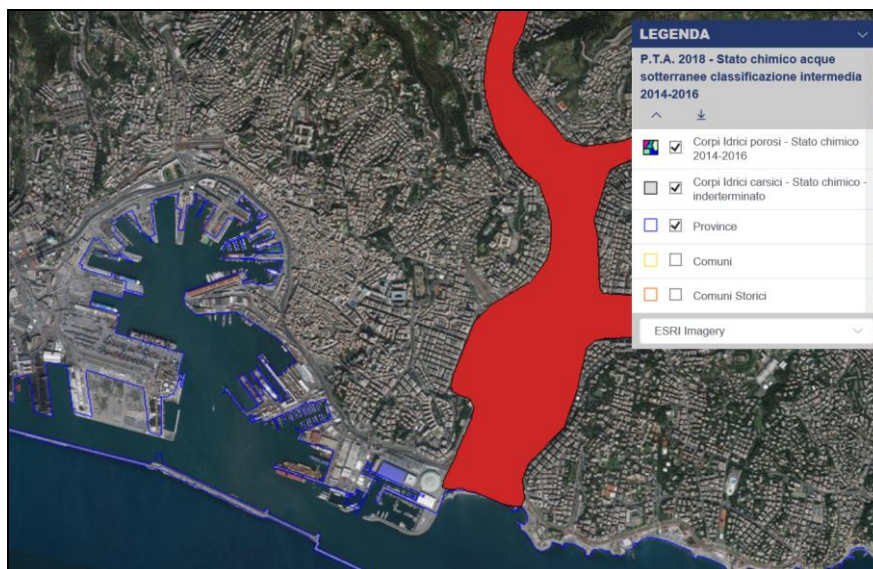 LEGENDA
P.T.A. 2018 - Stato chimico acque
sotterranee classificazione intermedia
2014-2016
Corpi Idrici porosi - Stato chimico
2014-2016
Corpi Idrici carsici - Stato chimico -
inderterminato
Province
Comuni
Comuni Storici
ESRI Imagery